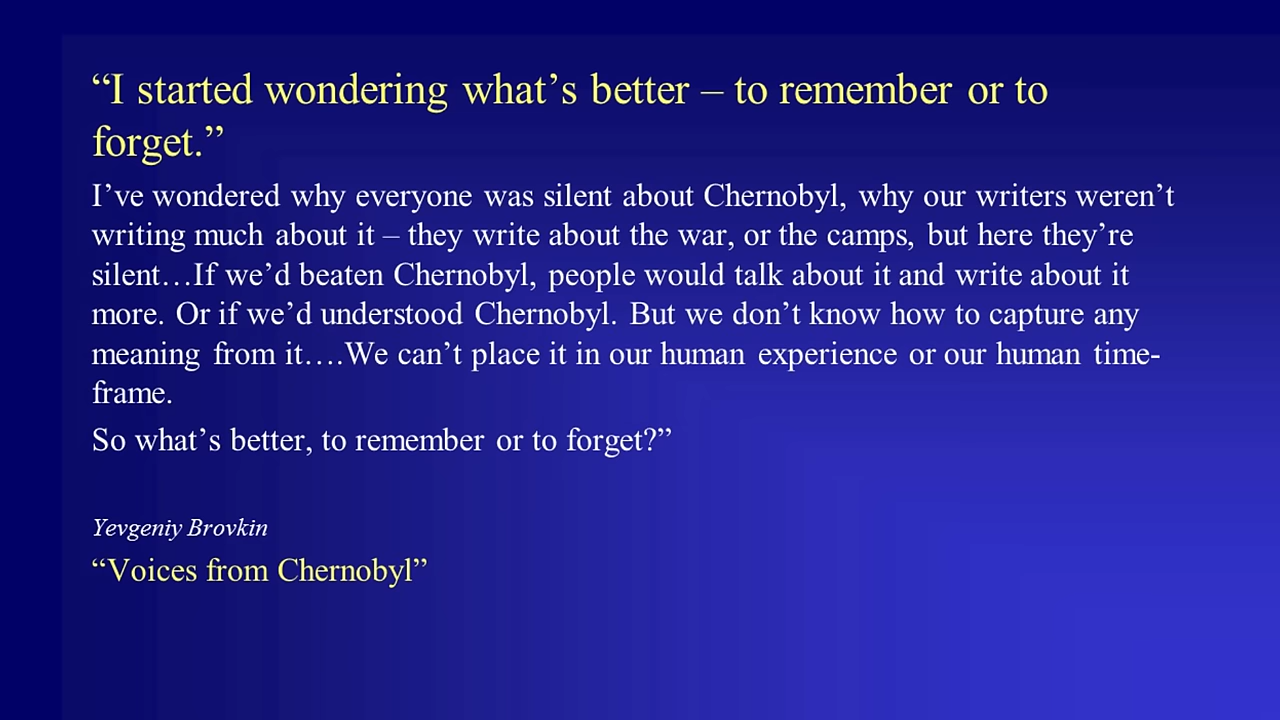 “I started wondering what’s better – to remember or to
forget.”
I’ve wondered why everyone was silent about Chernobyl, why our writers weren’t
writing much about it – they write about the war, or the camps, but here they’re
silent…If we’d beaten Chernobyl, people would talk about it and write about it
more. Or if we’d understood Chernobyl. But we don’t know how to capture any
meaning from it….We can’t place it in our human experience or our human time-
frame.
So what’s better, to remember or to forget?”
Yevgeniy Brovkin
“Voices from Chernobyl”